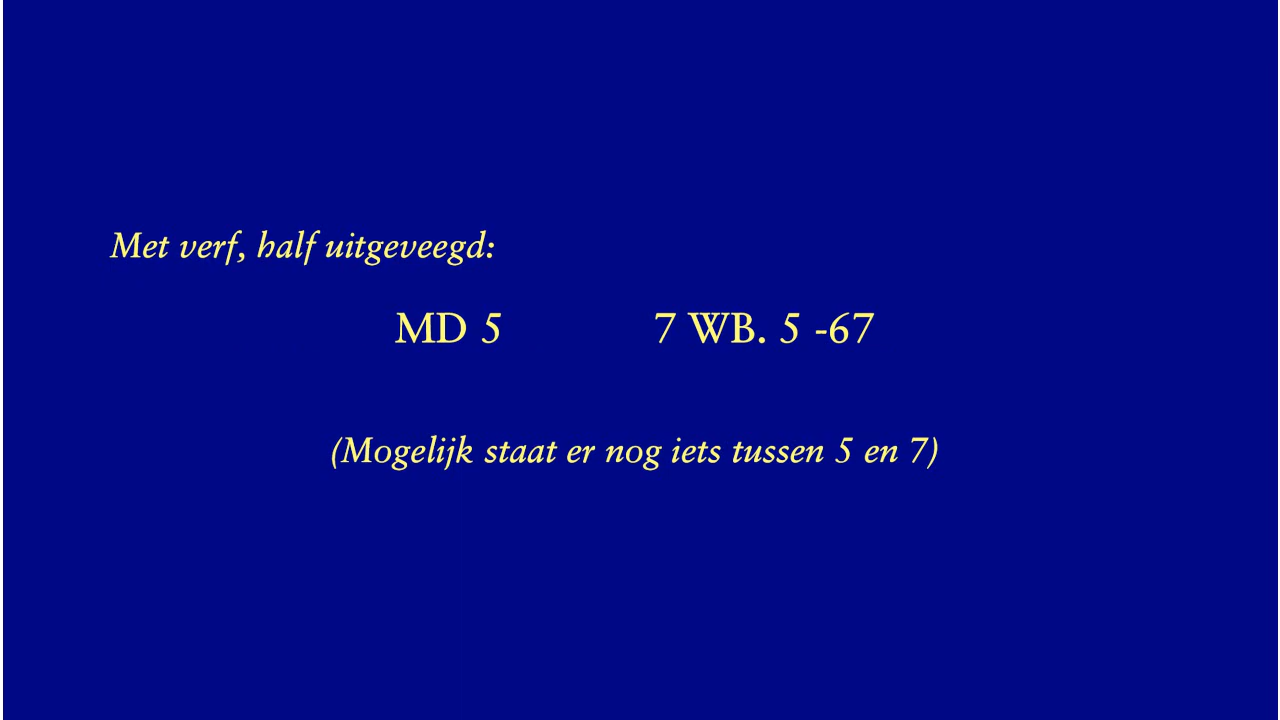 Met verf, half uitgeveegd:
MD 5 7 WB. 5 -67
(Mogelijk staat er nog iets tussen 5 en 7)